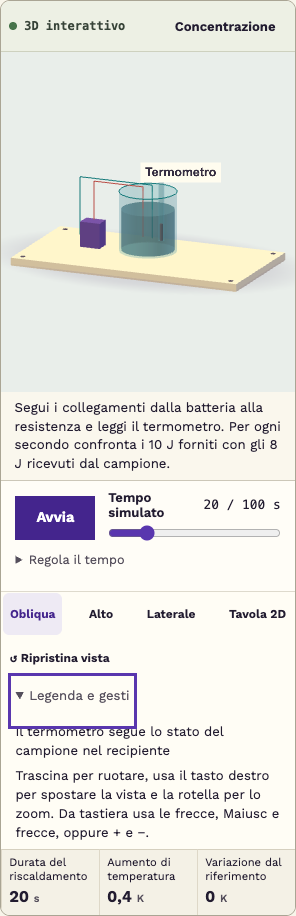 3D interattivo
Concentrazione
Termometro
Segui i collegamenti dalla batteria alla
resistenza e leggi il termometro. Per ogni
secondo confronta i 10 J forniti con gli 8
J ricevuti dal campione.
Avvia
Tempo
simulato
20 / 100 s
▶ Regola il tempo
Obliqua
Alto
Laterale
Tavola 2D
↺ Ripristina vista
▼ Legenda e gesti
Il termometro segue lo stato del
campione nel recipiente
Trascina per ruotare, usa il tasto destro
per spostare la vista e la rotella per lo
zoom. Da tastiera usa le frecce, Maiusc e
frecce, oppure + e −.
Durata del
riscaldamento
20 s
Aumento di
temperatura
0,4 K
Variazione dal
riferimento
0 K